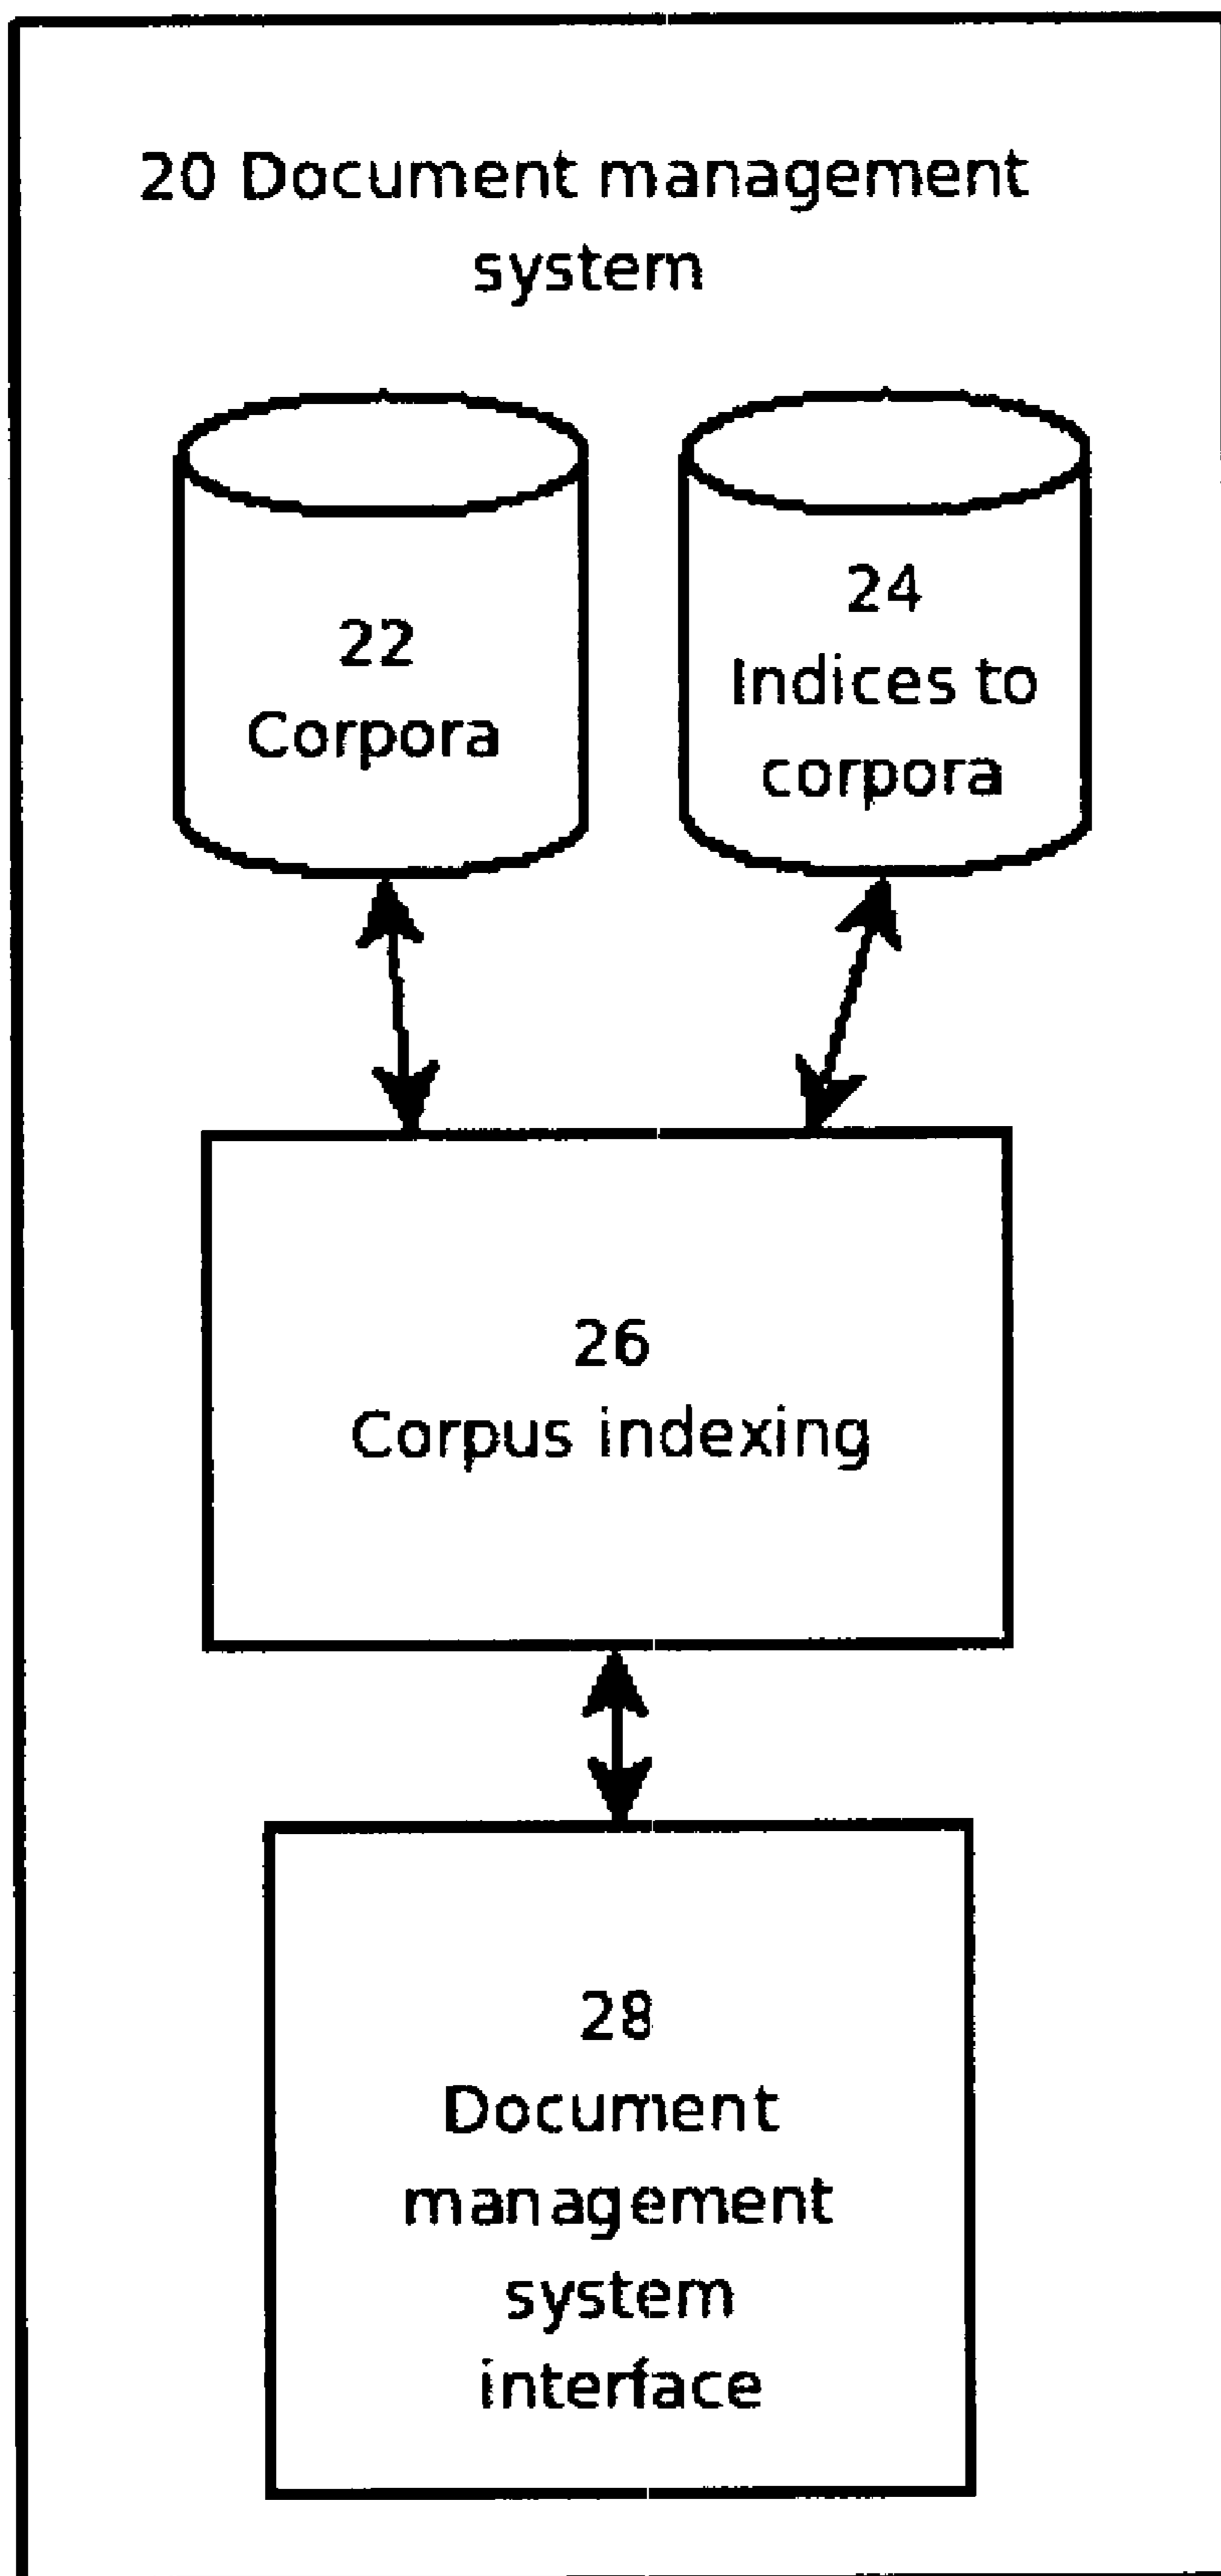 20 Document management
system
22
Corpora
24
Indices to
corpora
26
Corpus indexing
28
Document
management
system
interface